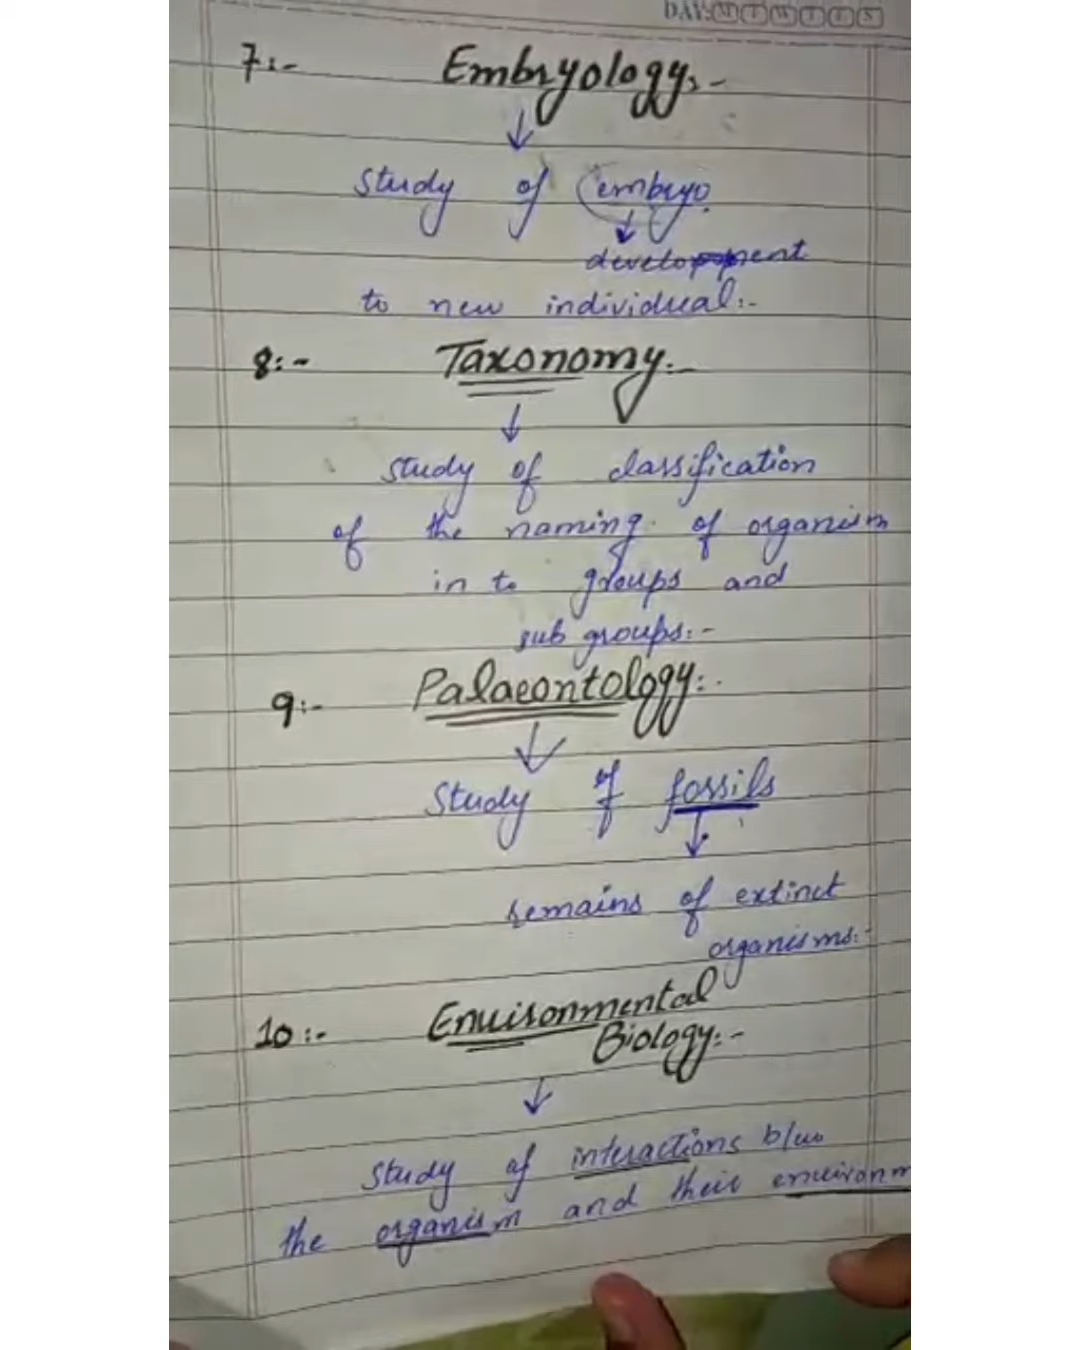 DAY: M T W T F S
7:- Embryology:-
study of embryo.
development
to new individual:-
8:- Taxonomy:-
study of classification
of the naming of organism
in to groups and
sub groups:-
9:- Palaeontology:-
Study of fossils
remains of extinct
organisms:-
10:- Environmental
Biology:-
study of interactions b/w
the organism and their environm